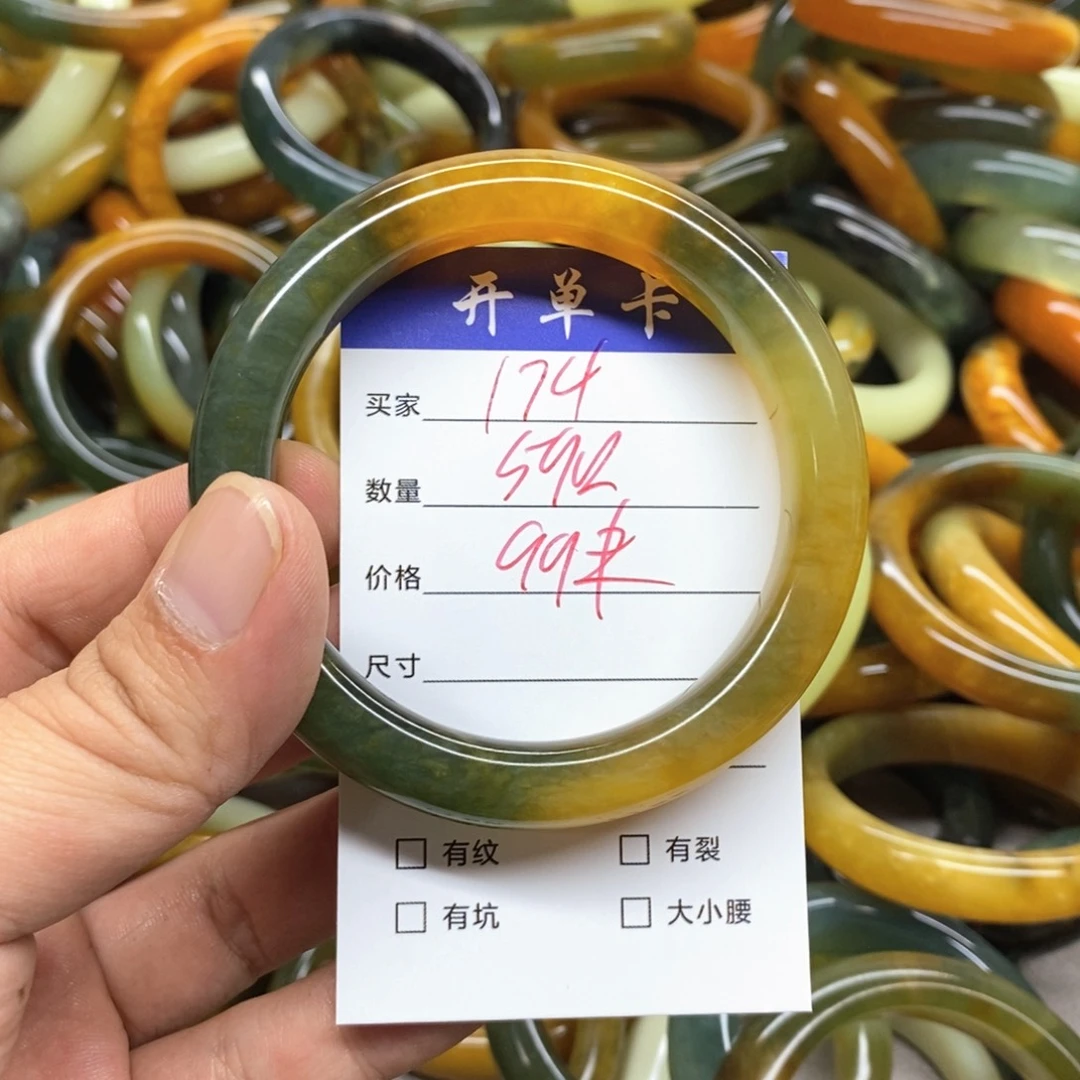 开单卡
买家 174
数量 592
价格 99
尺寸
有纹 有裂
有坑 大小腰